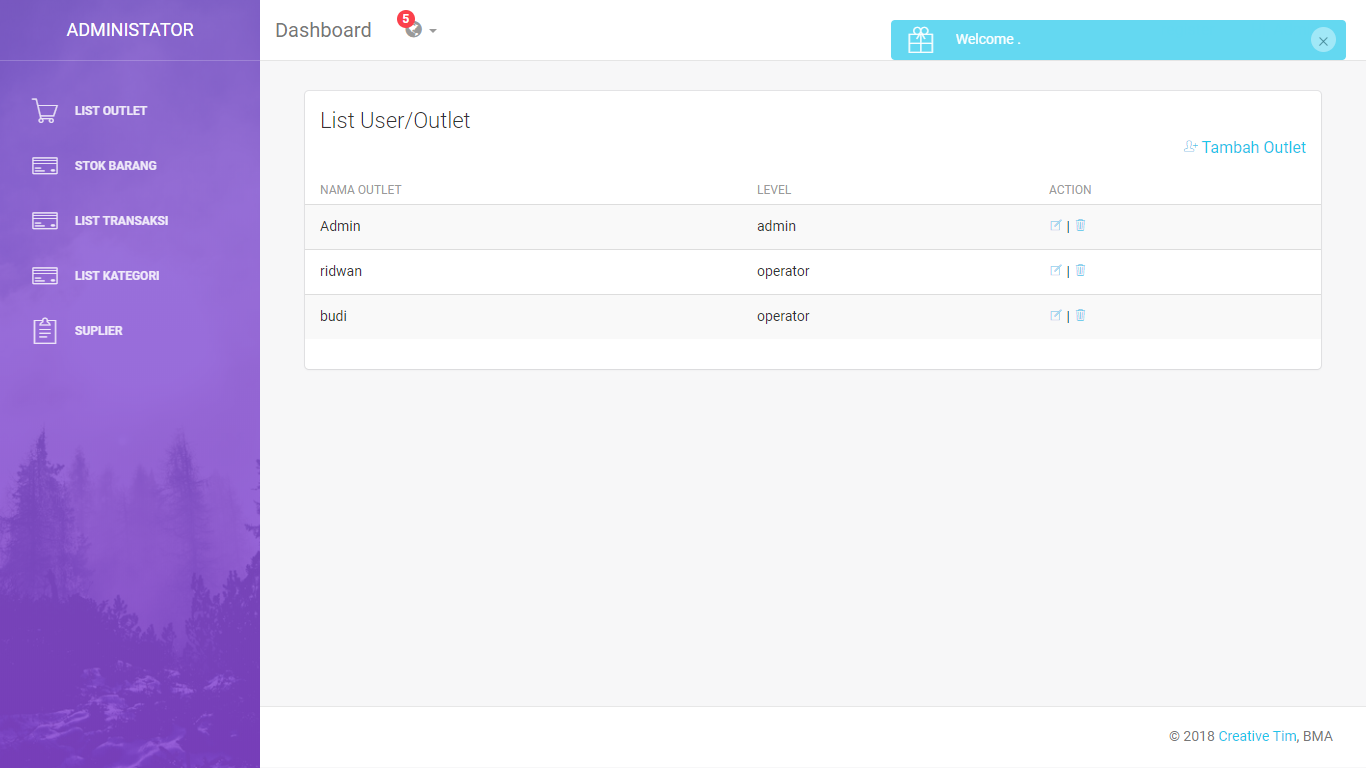 ADMINISTATOR
Dashboard
5
Welcome .
LIST OUTLET
STOK BARANG
LIST TRANSAKSI
LIST KATEGORI
SUPLIER
List User/Outlet
Tambah Outlet
NAMA OUTLET LEVEL ACTION
Admin admin |
ridwan operator |
budi operator |
© 2018 Creative Tim, BMA